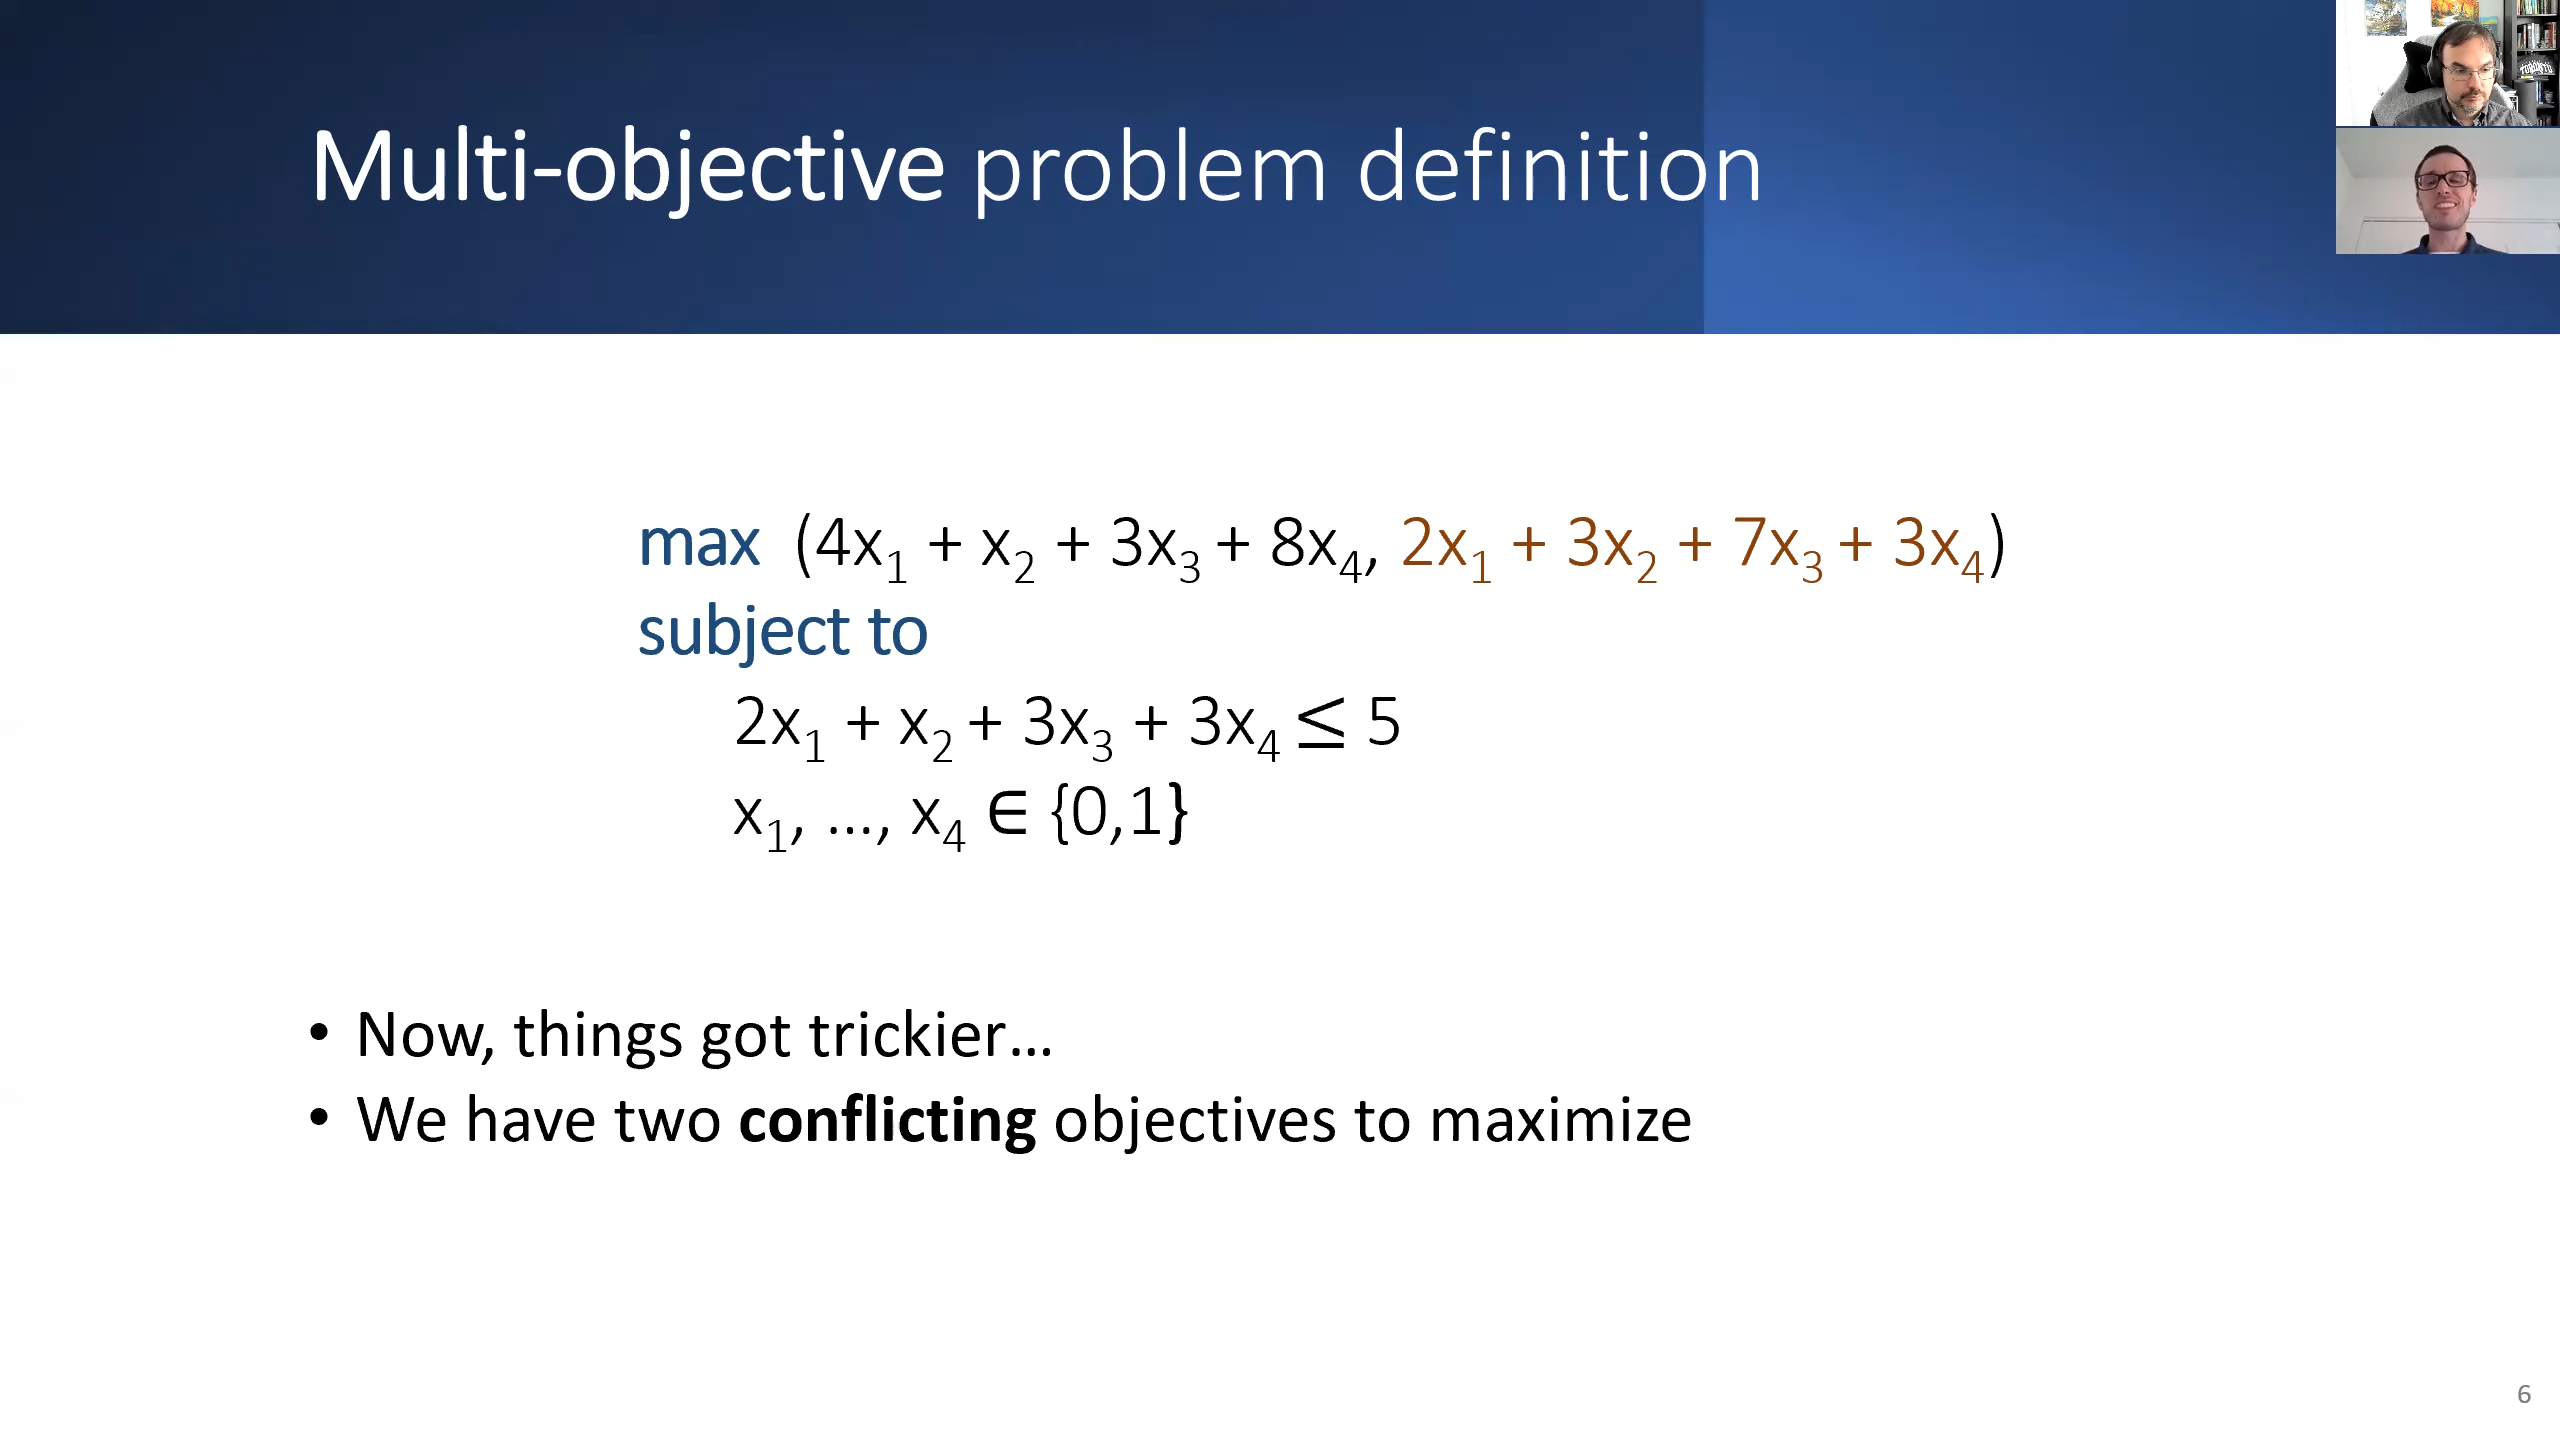 Multi-objective problem definition
TORONTO
max (4x₁ + x₂ + 3x₃ + 8x₄, 2x₁ + 3x₂ + 7x₃ + 3x₄)
subject to
2x₁ + x₂ + 3x₃ + 3x₄ ≤ 5
x₁, ..., x₄ ∈ {0,1}
• Now, things got trickier...
• We have two conflicting objectives to maximize
6